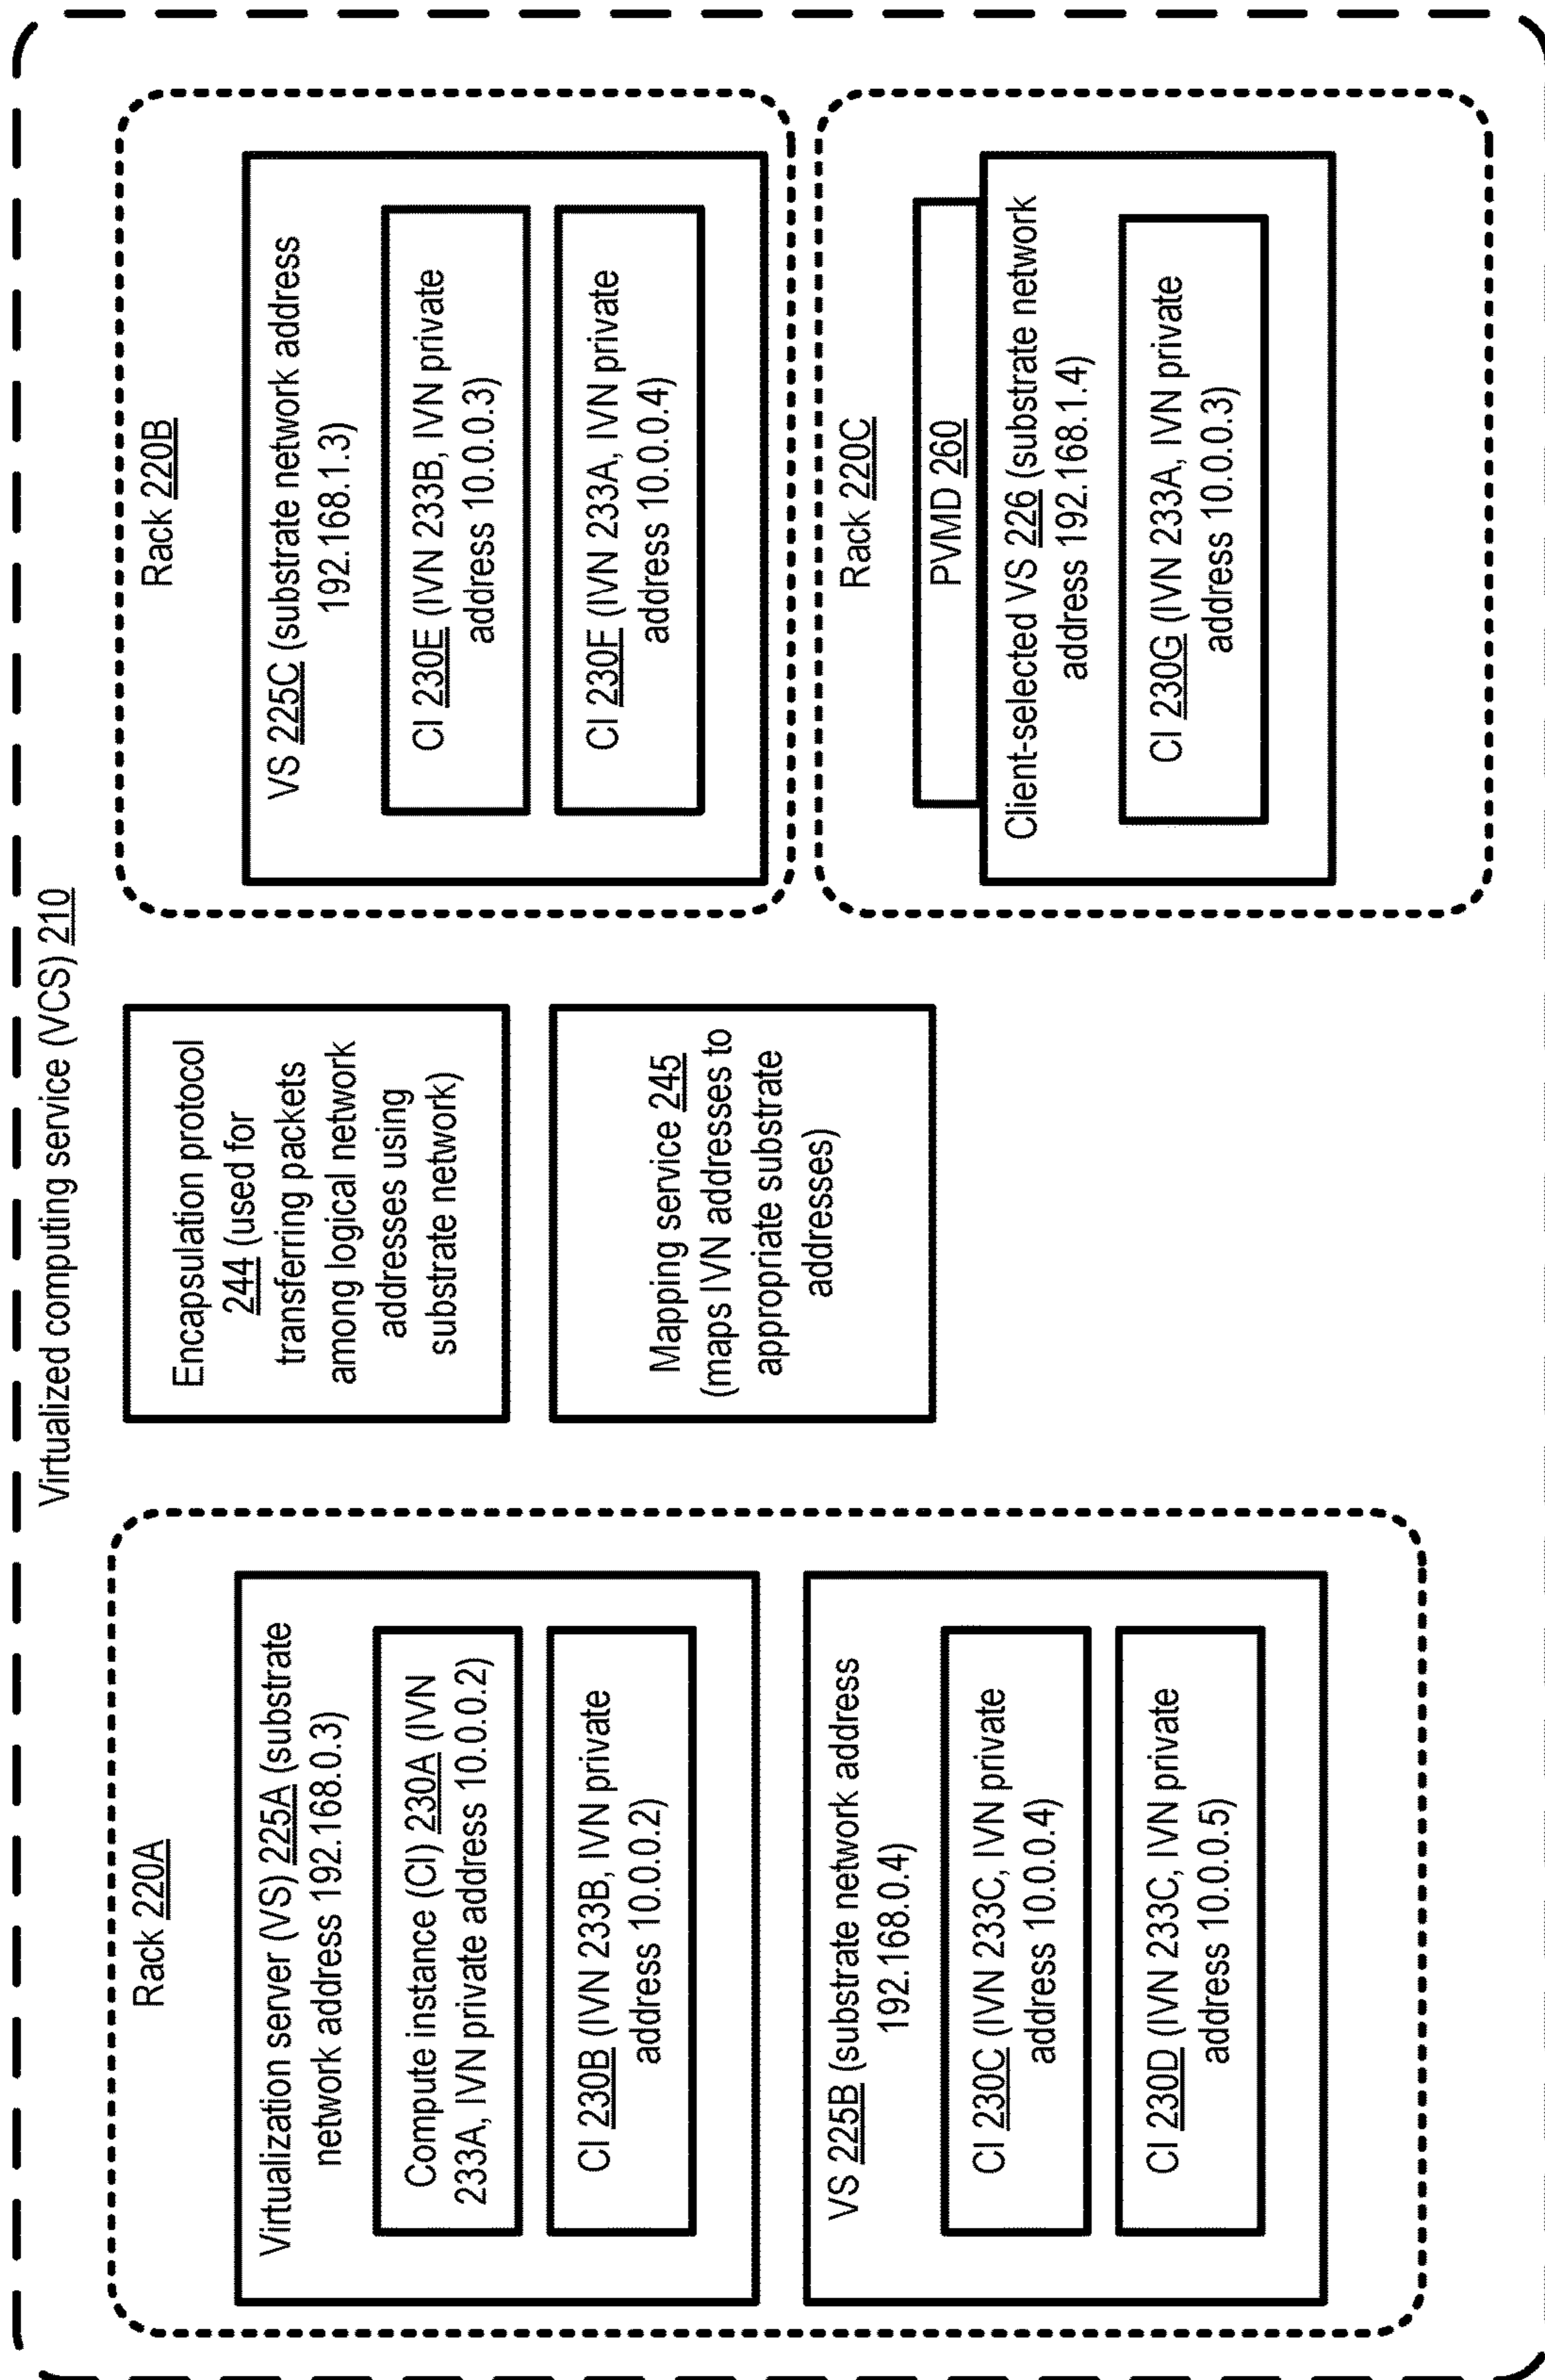 Virtualized computing service (VCS) 210
Rack 220A
Virtualization server (VS) 225A (substrate
network address 192.168.0.3)
Compute instance (CI) 230A (IVN
233A, IVN private address 10.0.0.2)
CI 230B (IVN 233B, IVN private
address 10.0.0.2)
VS 225B (substrate network address
192.168.0.4)
CI 230C (IVN 233C, IVN private
address 10.0.0.4)
CI 230D (IVN 233C, IVN private
address 10.0.0.5)
Encapsulation protocol
244 (used for
transferring packets
among logical network
addresses using
substrate network)
Mapping service 245
(maps IVN addresses to
appropriate substrate
addresses)
Rack 220B
VS 225C (substrate network address
192.168.1.3)
CI 230E (IVN 233B, IVN private
address 10.0.0.3)
CI 230F (IVN 233A, IVN private
address 10.0.0.4)
Rack 220C
PVMD 260
Client-selected VS 226 (substrate network
address 192.168.1.4)
CI 230G (IVN 233A, IVN private
address 10.0.0.3)